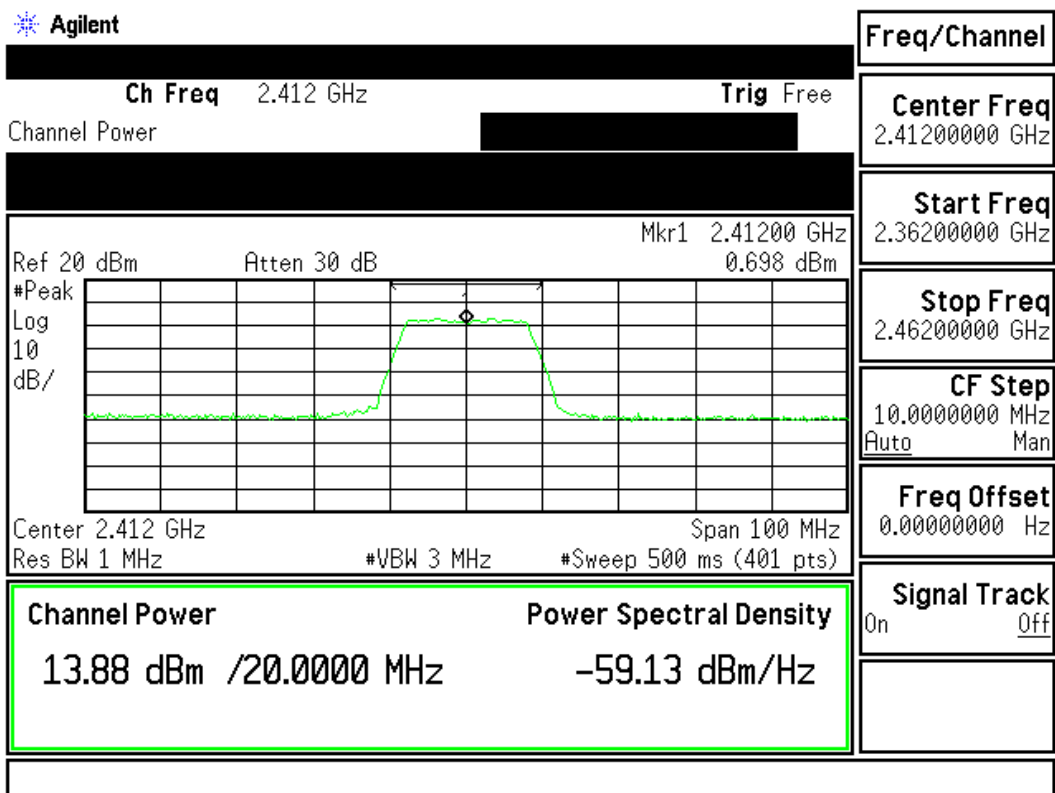 Agilent
Freq/Channel
Ch Freq 2.412 GHz Trig Free
Channel Power
Center Freq
2.41200000 GHz
Start Freq
2.36200000 GHz
Stop Freq
2.46200000 GHz
CF Step
10.0000000 MHz
Auto Man
Freq Offset
0.00000000 Hz
Signal Track
On Off
Mkr1 2.41200 GHz
Ref 20 dBm Atten 30 dB 0.698 dBm
#Peak
Log
10
dB/
Center 2.412 GHz Span 100 MHz
Res BW 1 MHz #VBW 3 MHz #Sweep 500 ms (401 pts)
Channel Power Power Spectral Density
13.88 dBm /20.0000 MHz -59.13 dBm/Hz